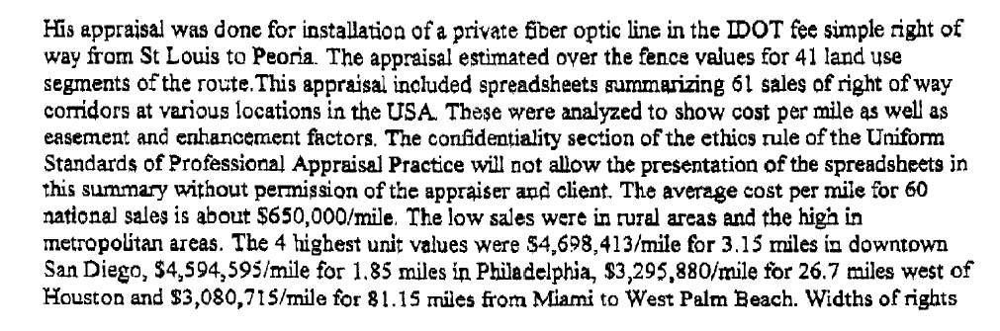 His appraisal was done for installation of a private fiber optic line in the IDOT fee simple right of
way from St Louis to Peoria. The appraisal estimated over the fence values for 41 land use
segments of the route.This appraisal included spreadsheets summarizing 61 sales of right of way
corridors at various locations in the USA. These were analyzed to show cost per mile as well as
easement and enhancement factors. The confidentiality section of the ethics rule of the Uniform
Standards of Professional Appraisal Practice will not allow the presentation of the spreadsheets in
this summary without permission of the appraiser and client. The average cost per mile for 60
national sales is about $650,000/mile. The low sales were in rural areas and the high in
metropolitan areas. The 4 highest unit values were $4,698,413/mile for 3.15 miles in downtown
San Diego, $4,594,595/mile for 1.85 miles in Philadelphia, $3,295,880/mile for 26.7 miles west of
Houston and $3,080,715/mile for 81.15 miles from Miami to West Palm Beach. Widths of rights